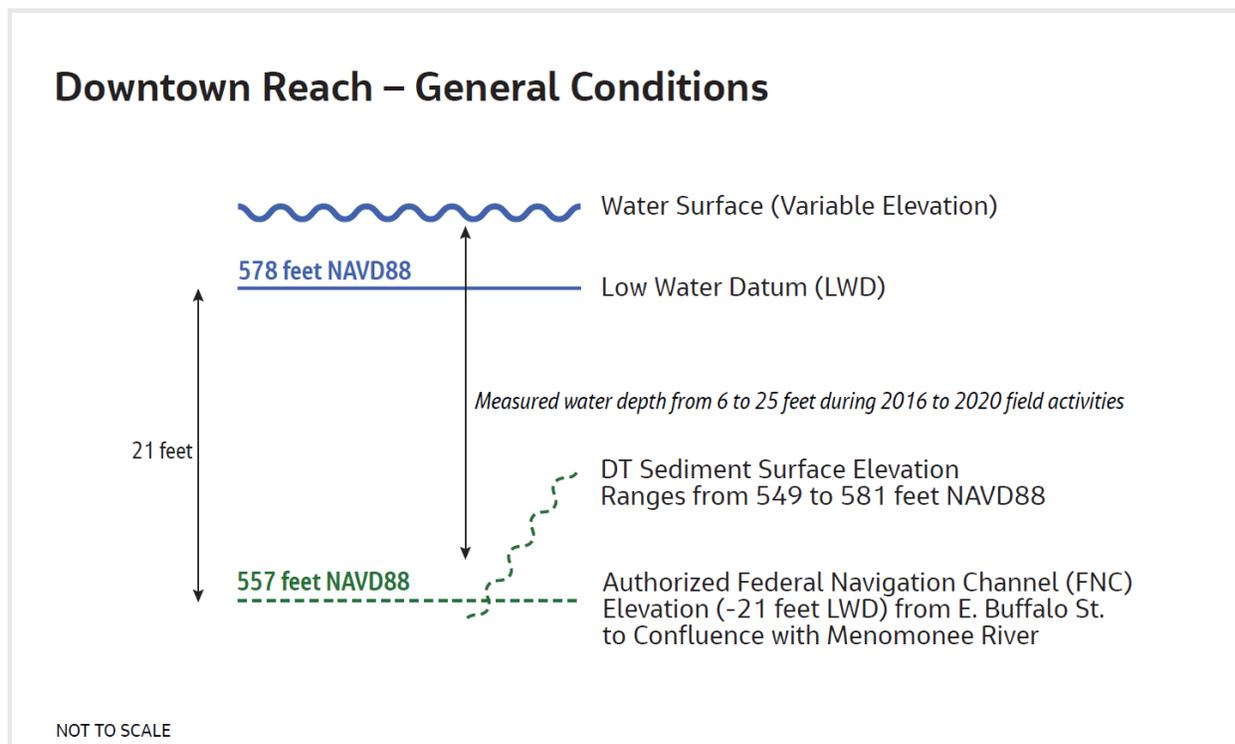 Downtown Reach – General Conditions
Water Surface (Variable Elevation)
578 feet NAVD88
Low Water Datum (LWD)
Measured water depth from 6 to 25 feet during 2016 to 2020 field activities
21 feet
DT Sediment Surface Elevation
Ranges from 549 to 581 feet NAVD88
557 feet NAVD88
Authorized Federal Navigation Channel (FNC)
Elevation (-21 feet LWD) from E. Buffalo St.
to Confluence with Menomonee River
NOT TO SCALE